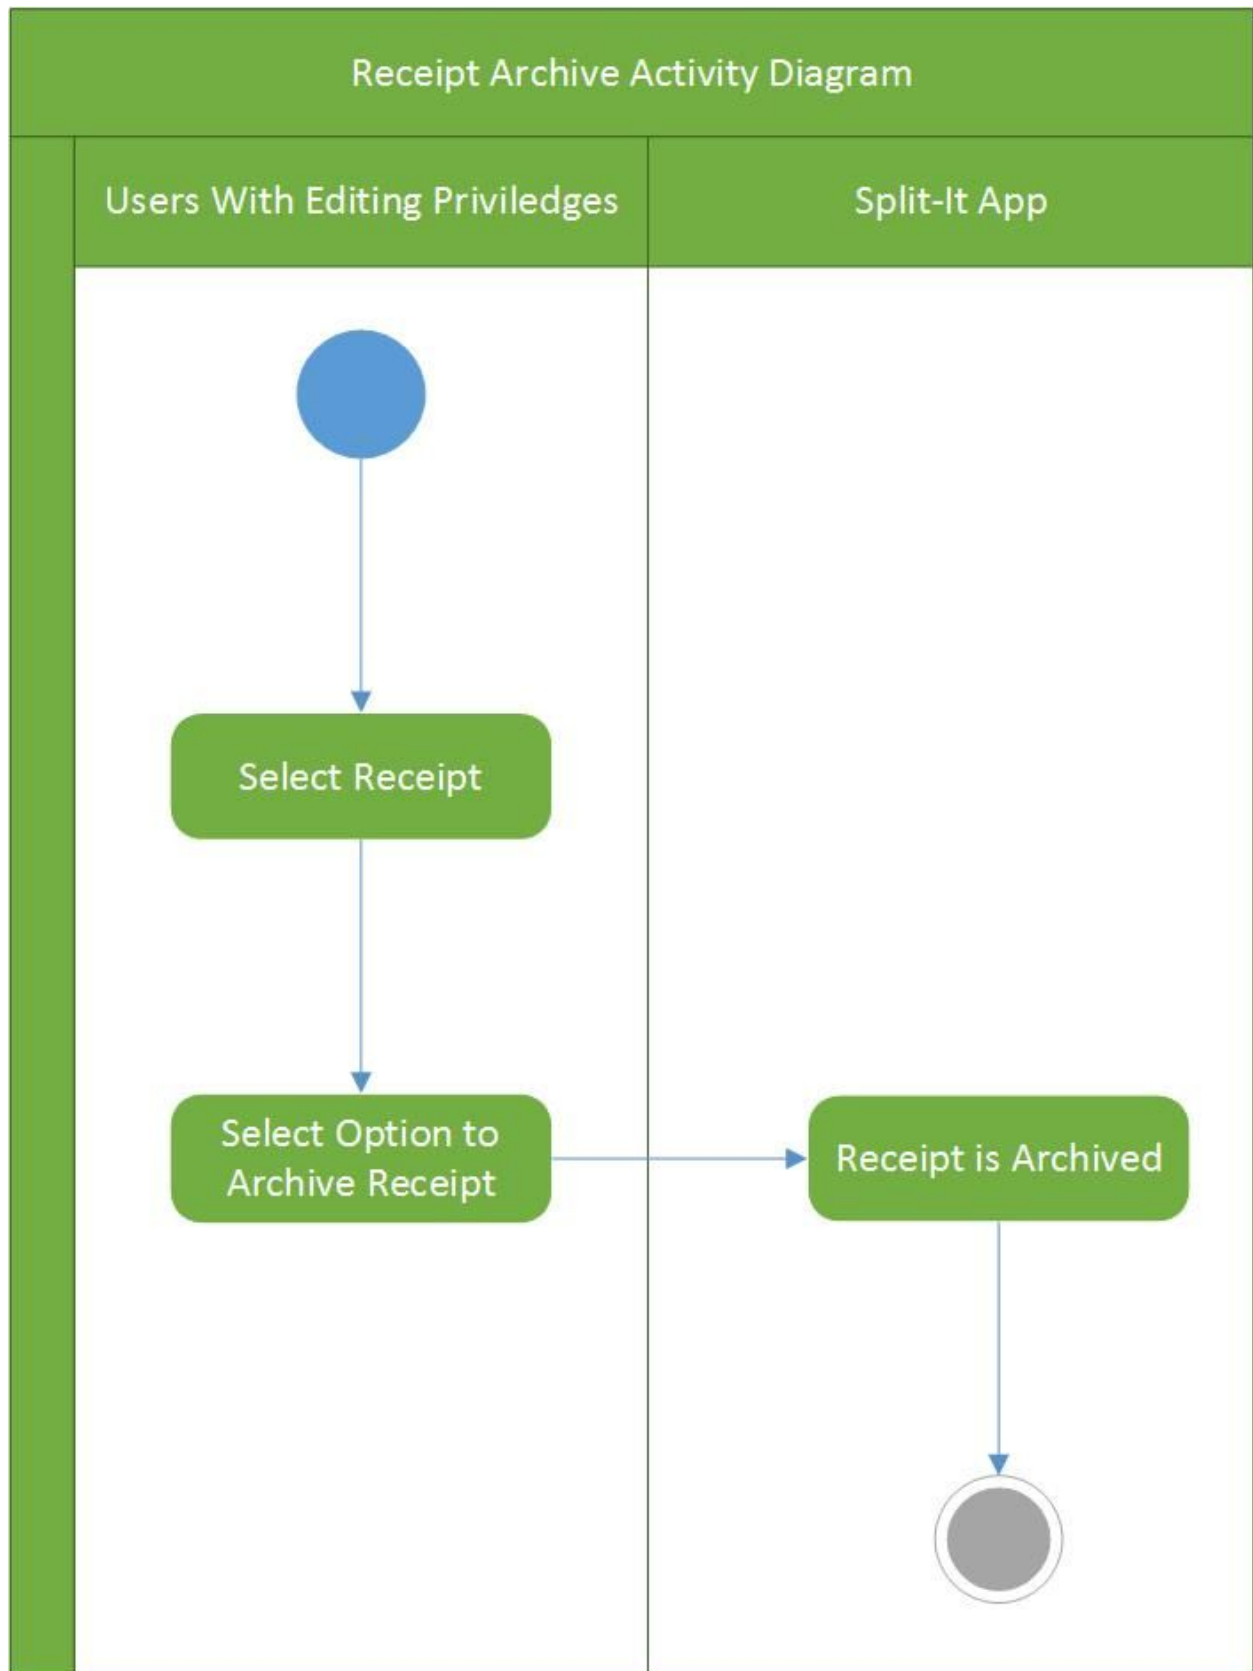 Receipt Archive Activity Diagram
Users With Editing Priviledges
Split-It App
Select Receipt
Select Option to
Archive Receipt
Receipt is Archived